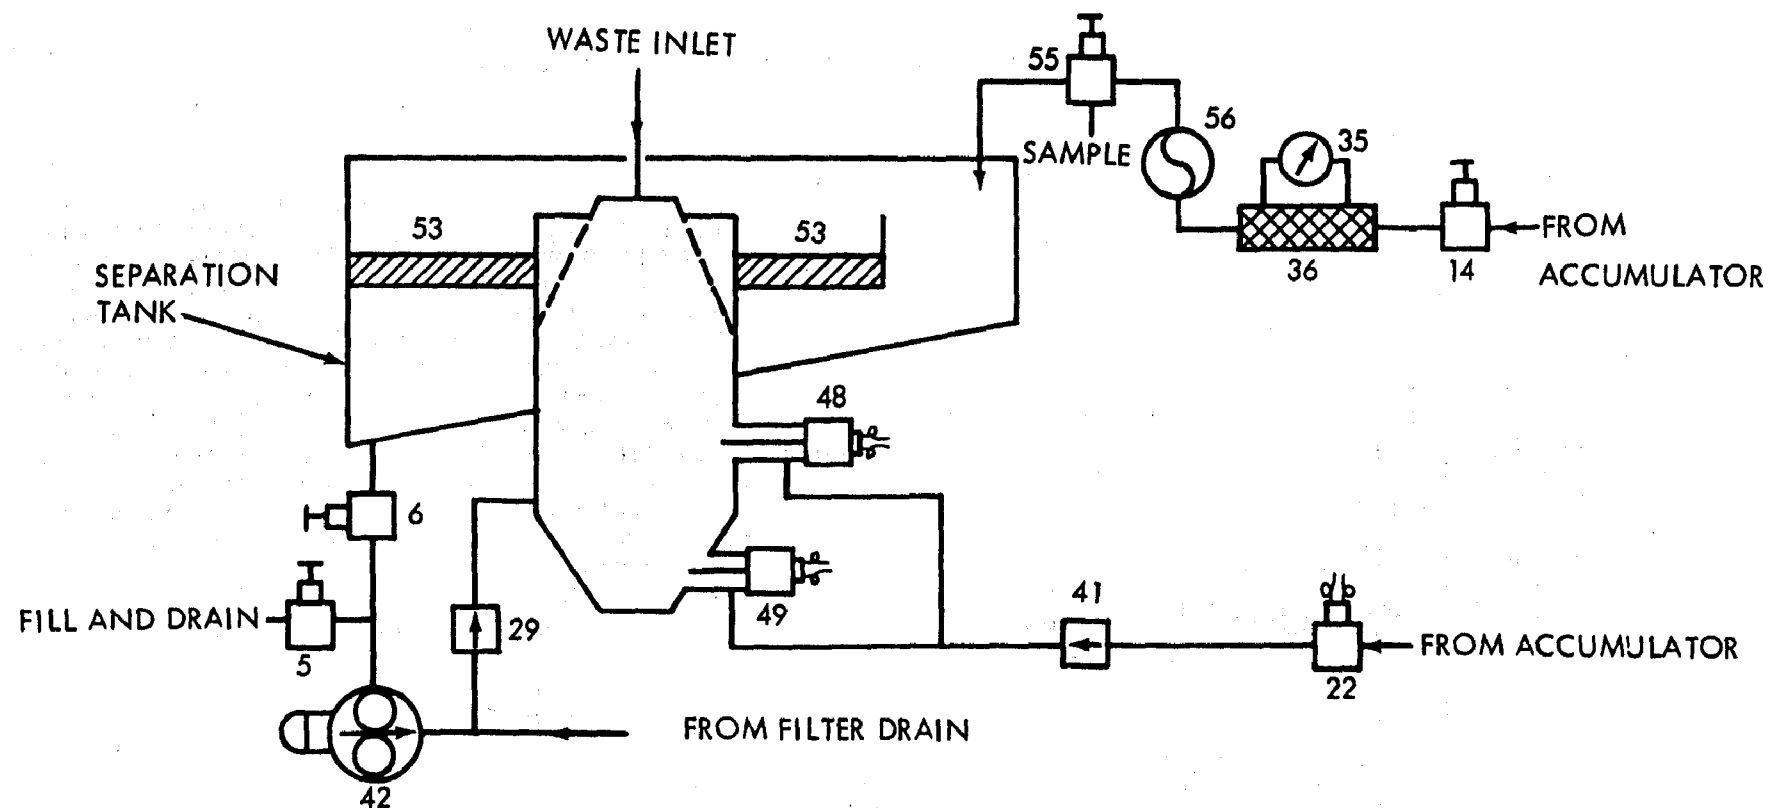 WASTE INLET
55
56
SAMPLE
35
53
53
FROM
ACCUMULATOR
36
14
SEPARATION
TANK
48
6
41
FILL AND DRAIN
29
49
5
FROM ACCUMULATOR
22
FROM FILTER DRAIN
42